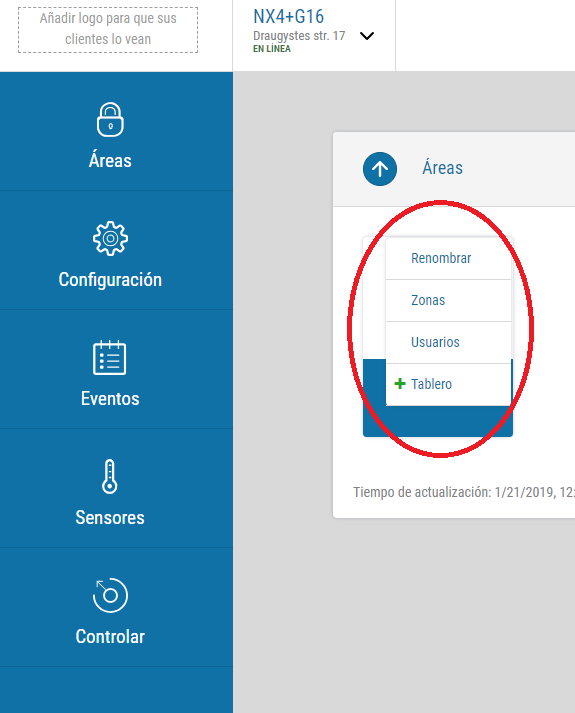 Añadir logo para que sus
clientes lo vean
NX4+G16
Draugystes str. 17
EN LÍNEA
Áreas
Configuración
Eventos
Sensores
Controlar
Áreas
Renombrar
Zonas
Usuarios
Tablero
Tiempo de actualización: 1/21/2019, 12: